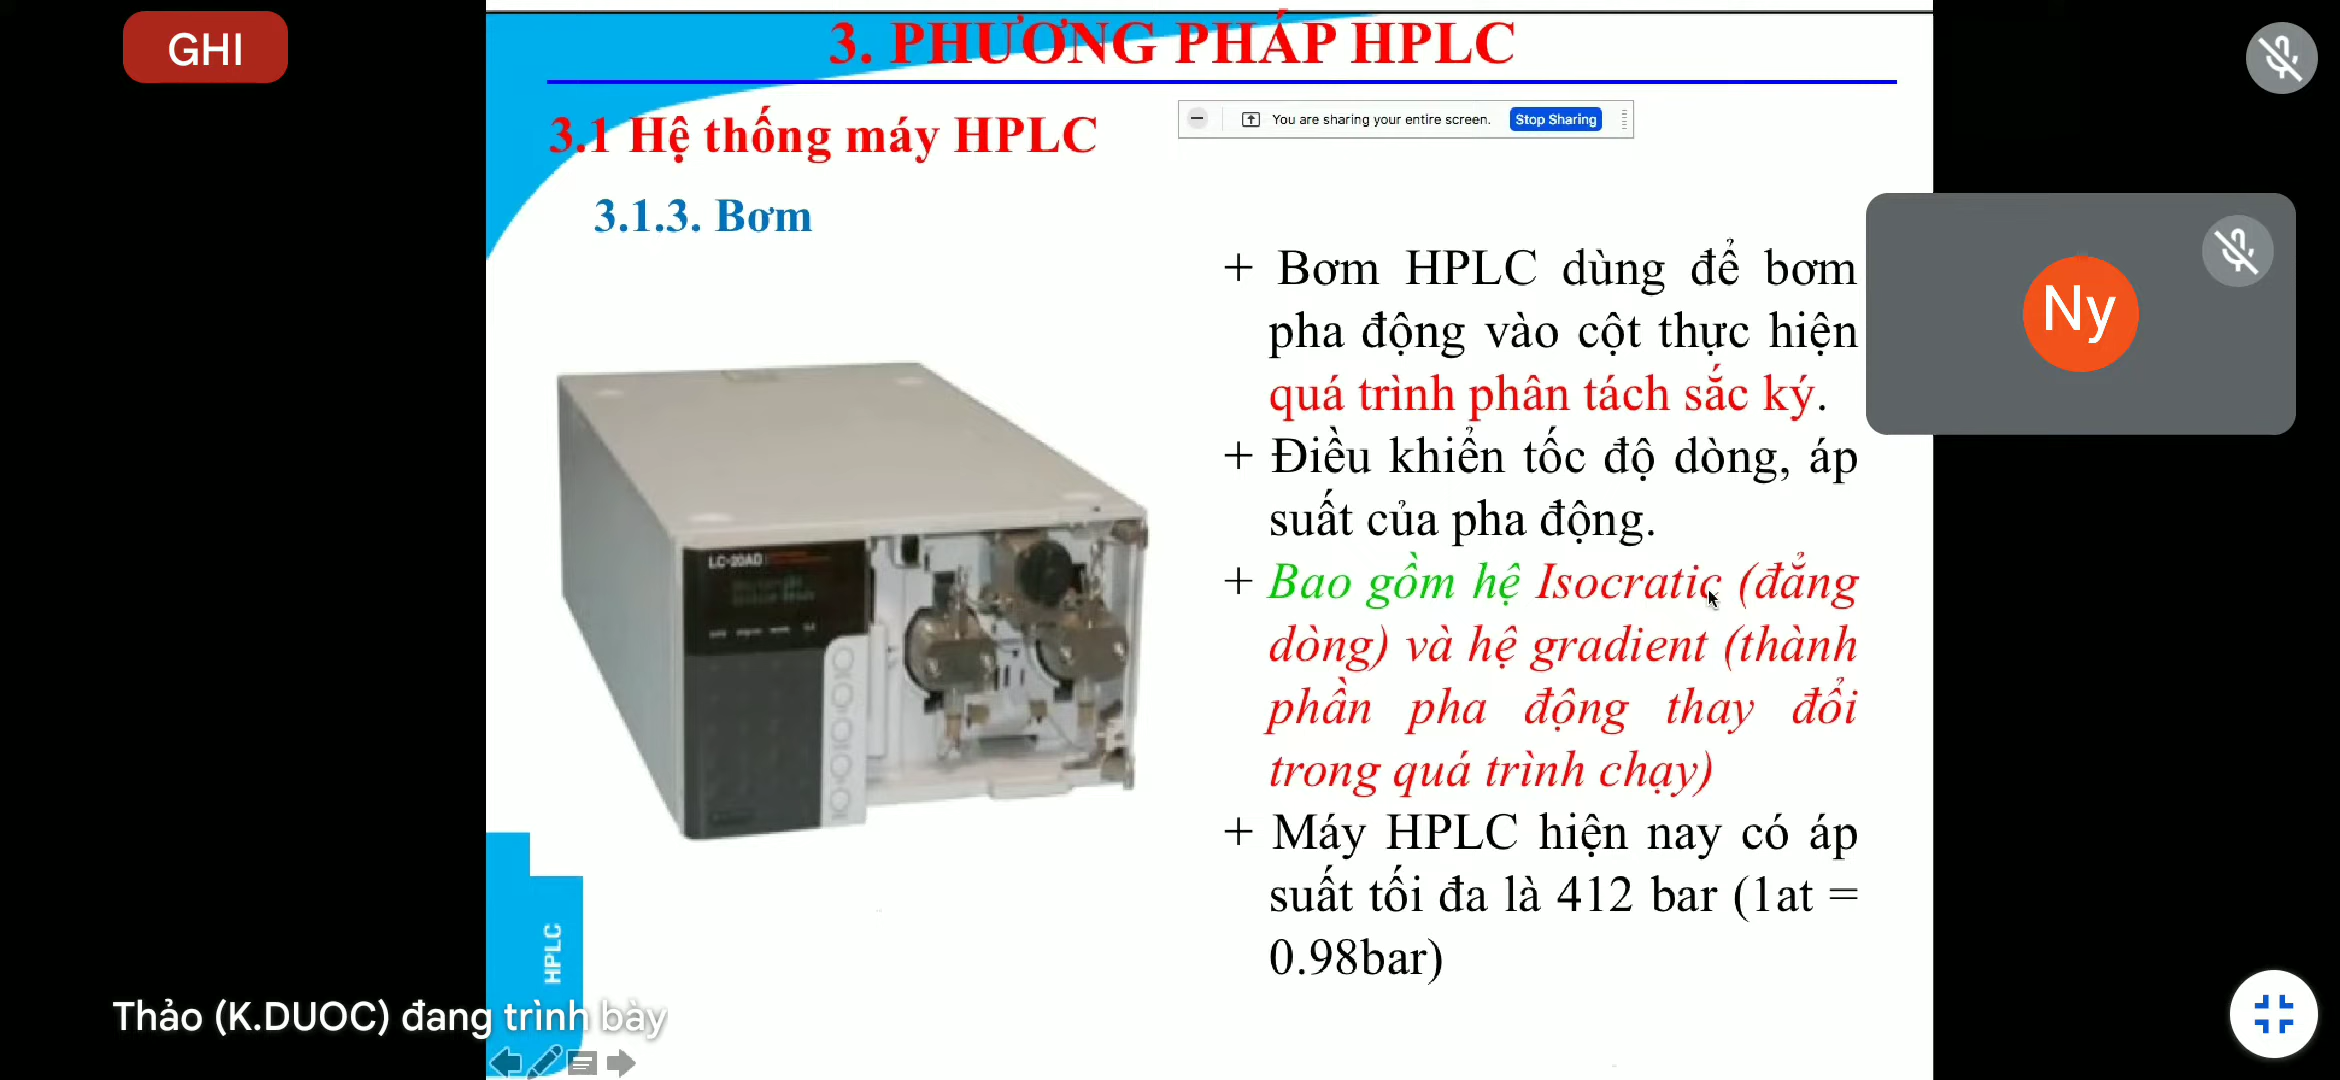 GHI
3. PHƯƠNG PHÁP HPLC
3.1 Hệ thống máy HPLC
You are sharing your entire screen. Stop Sharing
3.1.3. Bơm
+ Bơm HPLC dùng để bơm
pha động vào cột thực hiện
quá trình phân tách sắc ký.
+ Điều khiển tốc độ dòng, áp
suất của pha động.
+ Bao gồm hệ Isocratic (đẳng
dòng) và hệ gradient (thành
phần pha động thay đổi
trong quá trình chạy)
+ Máy HPLC hiện nay có áp
suất tối đa là 412 bar (1at =
0.98bar)
Ny
LC-20AD
HPLC
Thảo (K.DUOC) đang trình bày